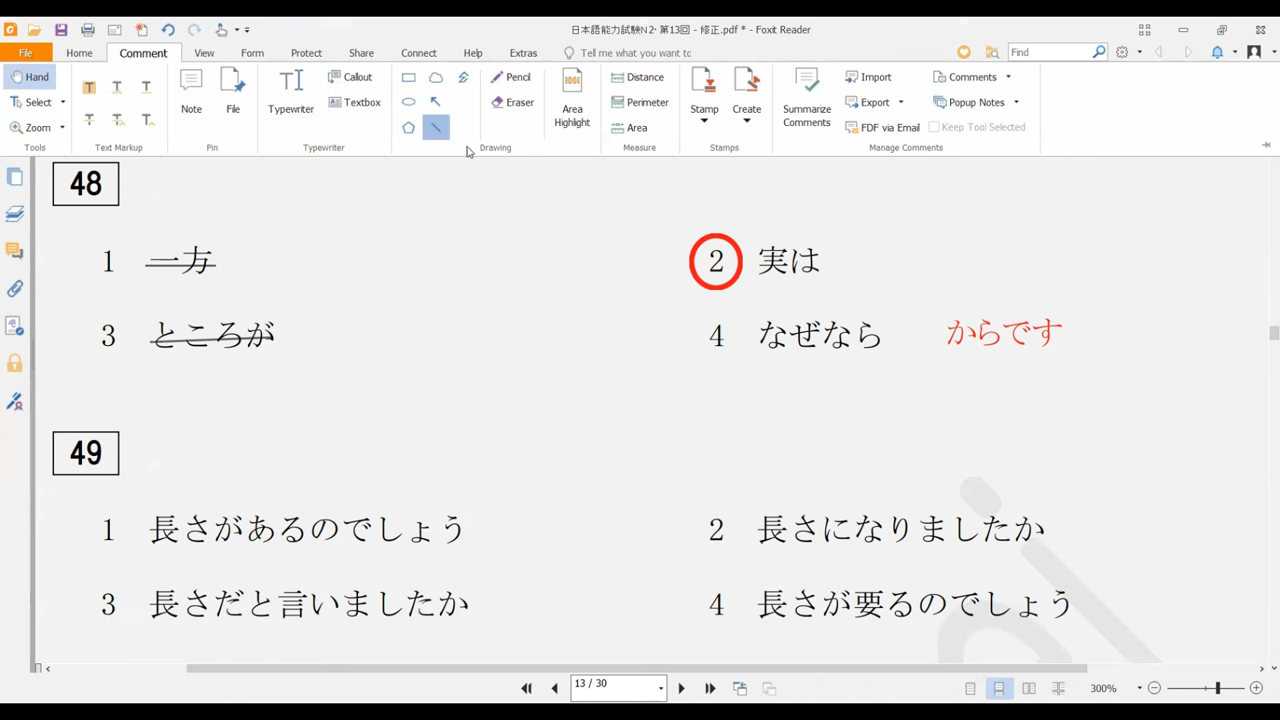 日本語能力試験N2- 第13回 - 修正.pdf * - Foxit Reader
File Home Comment View Form Protect Share Connect Help Extras Tell me what you want to Find
Hand Select Zoom Tools
Text Markup
Note File Pin
Typewriter Callout Textbox Typewriter
Pencil Eraser Drawing
Area Highlight
Distance Perimeter Area Measure
Stamp Create Stamps
Summarize Comments Import Export FDF via Email Comments Popup Notes Keep Tool Selected Manage Comments
48
1 一方 2 実は
3 ところが 4 なぜなら からです
49
1 長さがあるのでしょう 2 長さになりましたか
3 長さだと言いましたか 4 長さが要るのでしょう
13 / 30 300%